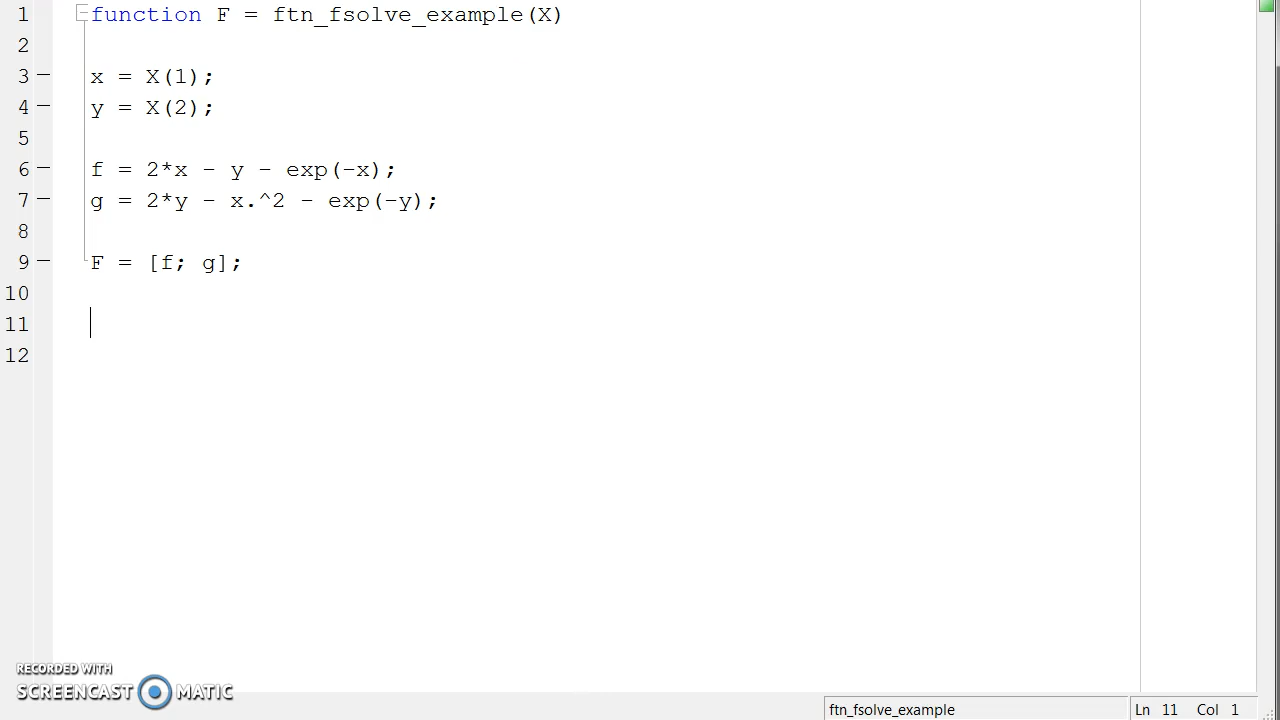 1 function F = ftn_fsolve_example(X)
2
3 x = X(1);
4 y = X(2);
5
6 f = 2*x - y - exp(-x);
7 g = 2*y - x.^2 - exp(-y);
8
9 F = [f; g];
10
11
12
RECORDED WITH
SCREENCAST MATIC
ftn_fsolve_example Ln 11 Col 1